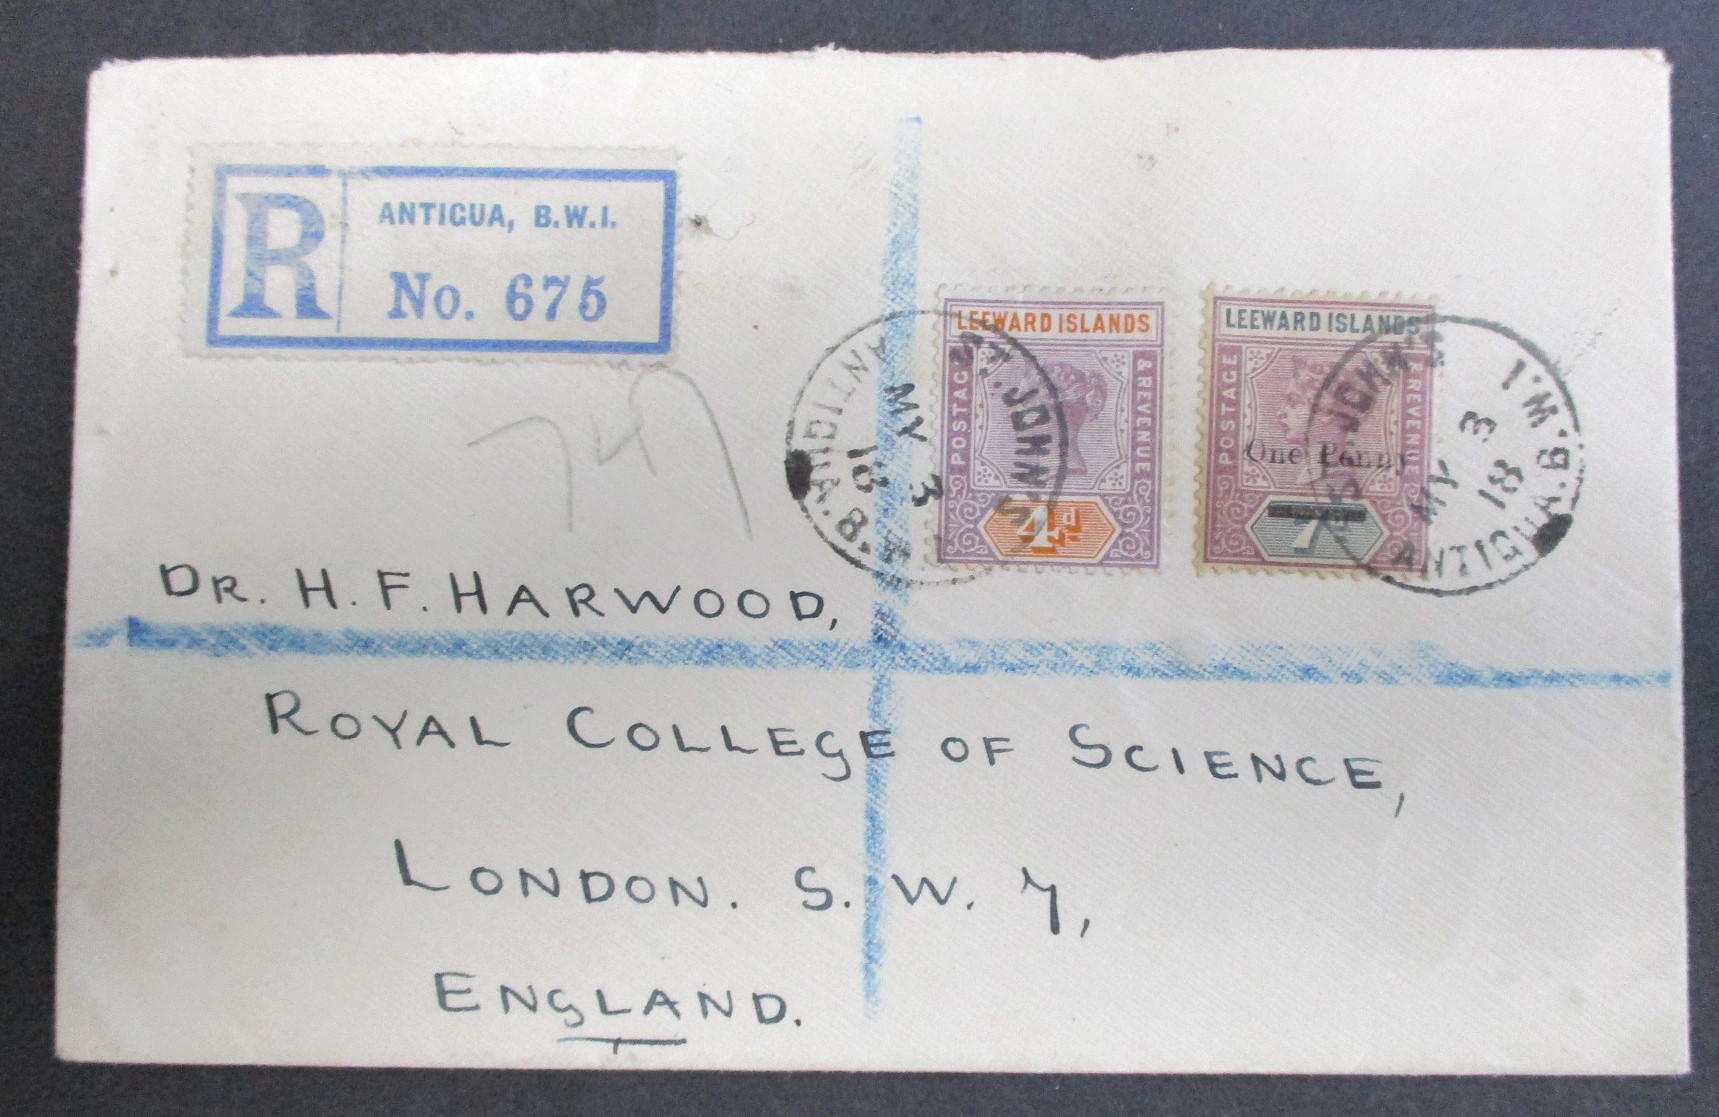 R
ANTIGUA, B.W.I.
No. 675
LEEWARD ISLANDS
POSTAGE
& REVENUE
4d
LEEWARD ISLANDS
POSTAGE
& REVENUE
One Penny
7
ST. JOHN'S
MY 3
18
ANTIGUA.B.W.I.
ST. JOHN'S
MY 3
18
ANTIGUA.B.W.I.
749
DR. H. F. HARWOOD,
ROYAL COLLEGE OF SCIENCE,
LONDON. S. W. 7,
ENGLAND.